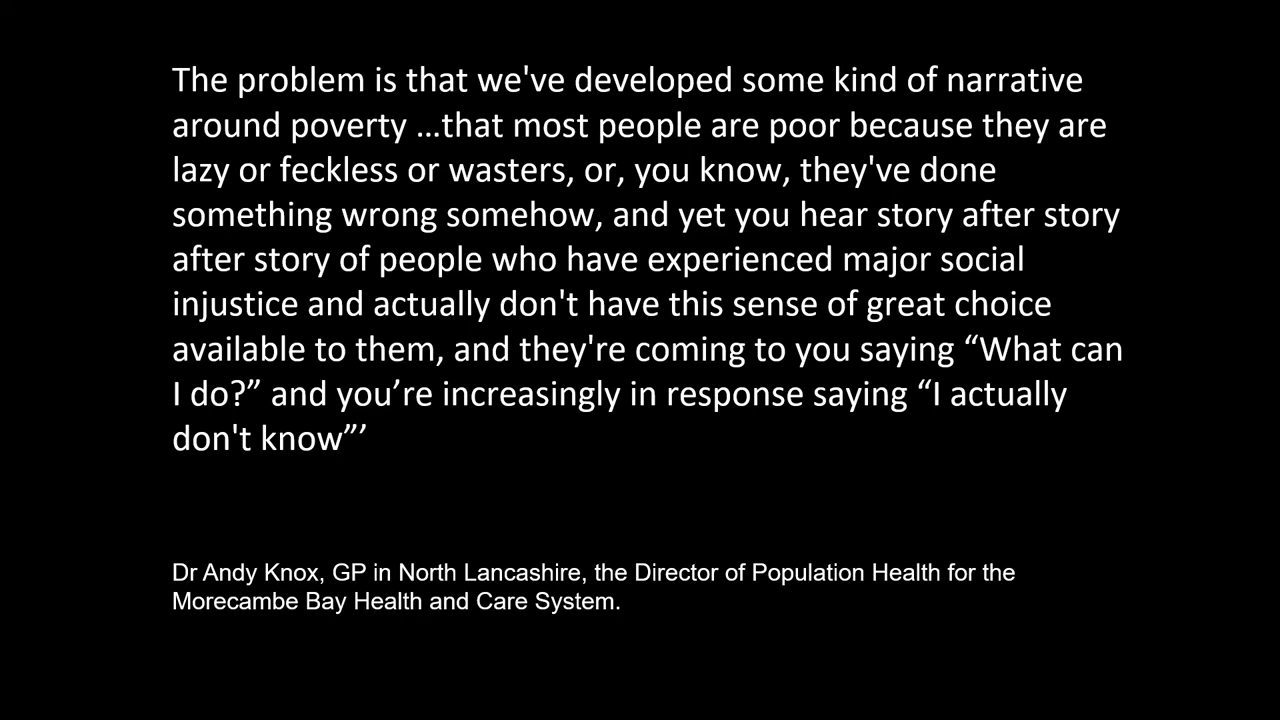 The problem is that we've developed some kind of narrative
around poverty …that most people are poor because they are
lazy or feckless or wasters, or, you know, they've done
something wrong somehow, and yet you hear story after story
after story of people who have experienced major social
injustice and actually don't have this sense of great choice
available to them, and they're coming to you saying “What can
I do?” and you’re increasingly in response saying “I actually
don't know”’
Dr Andy Knox, GP in North Lancashire, the Director of Population Health for the
Morecambe Bay Health and Care System.